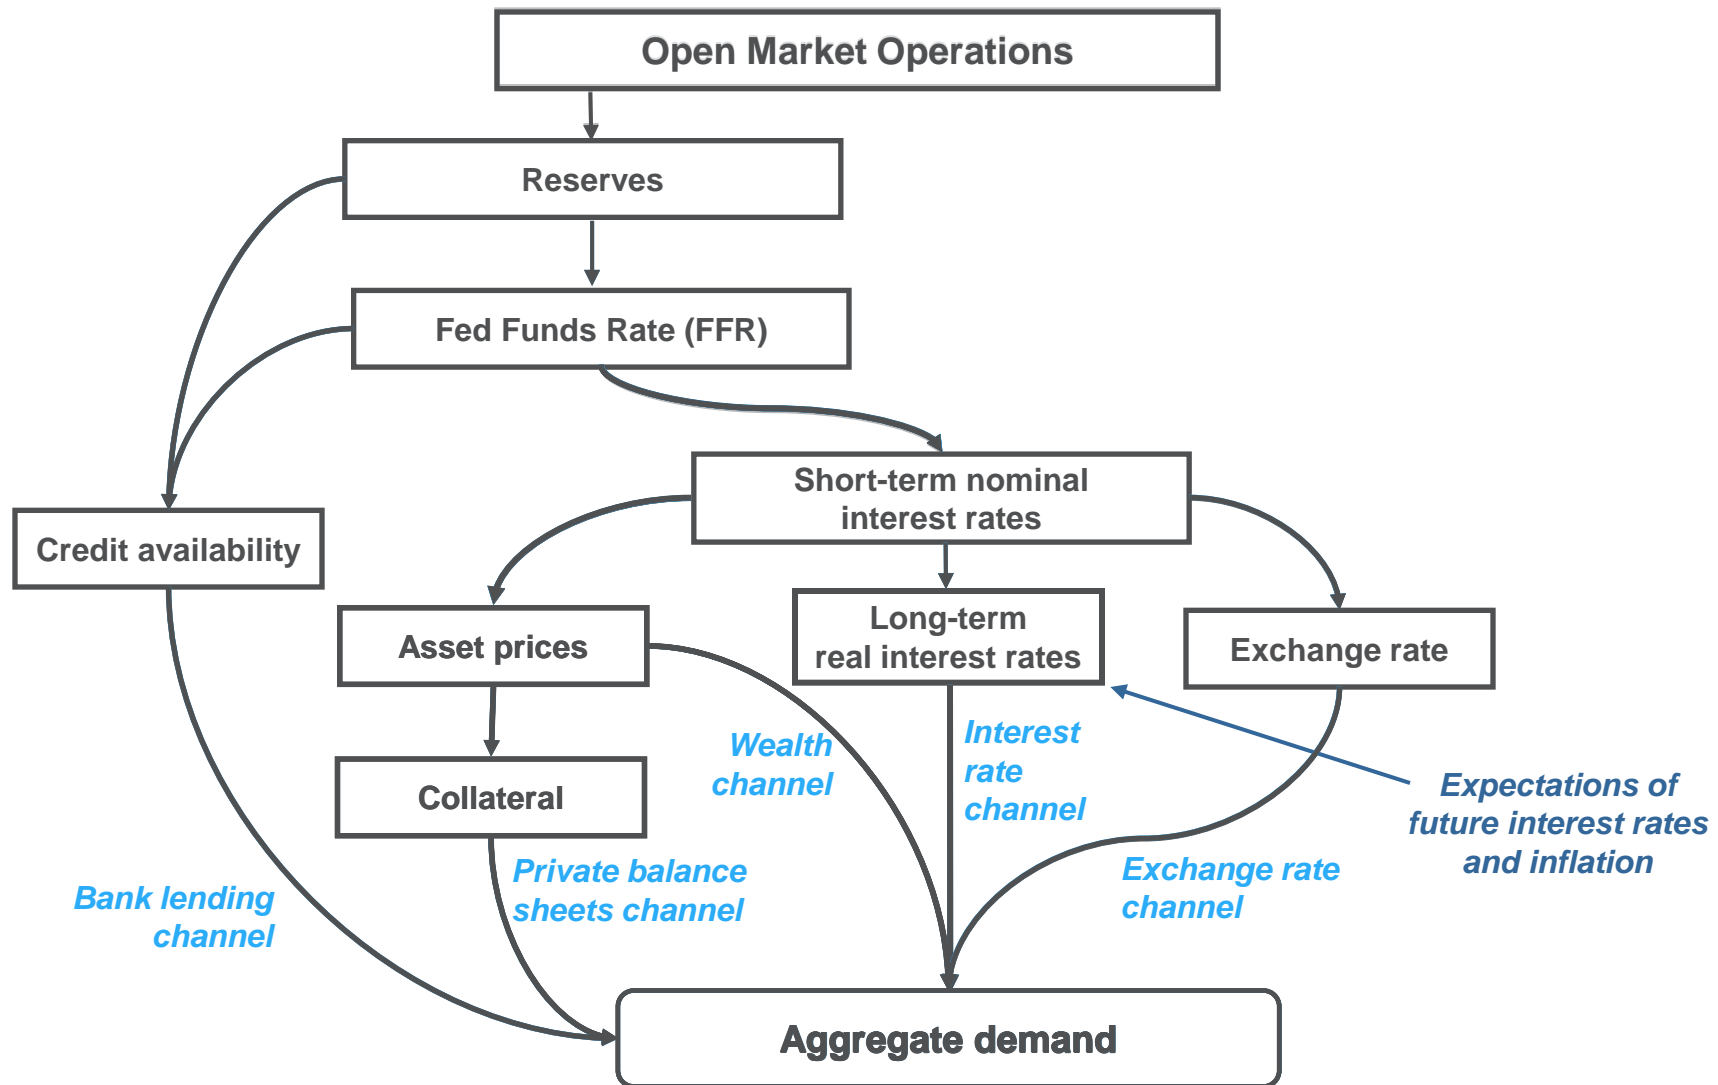 Open Market Operations
Reserves
Fed Funds Rate (FFR)
Short-term nominal
interest rates
Credit availability
Asset prices
Long-term
real interest rates
Exchange rate
Wealth
channel
Interest
rate
channel
Collateral
Expectations of
future interest rates
and inflation
Private balance
sheets channel
Exchange rate
channel
Bank lending
channel
Aggregate demand